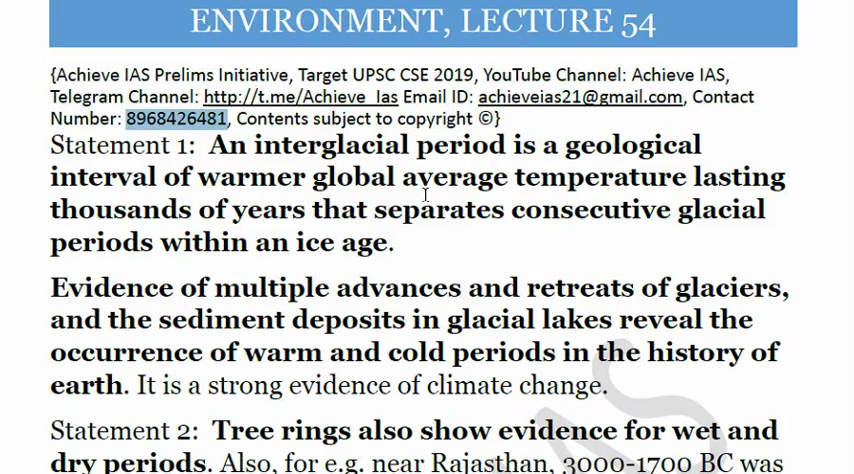 ENVIRONMENT, LECTURE 54
{Achieve IAS Prelims Initiative, Target UPSC CSE 2019, YouTube Channel: Achieve IAS,
Telegram Channel: http://t.me/Achieve_Ias Email ID: achieveias21@gmail.com, Contact
Number: 8968426481, Contents subject to copyright ©}
Statement 1: An interglacial period is a geological
interval of warmer global average temperature lasting
thousands of years that separates consecutive glacial
periods within an ice age.
Evidence of multiple advances and retreats of glaciers,
and the sediment deposits in glacial lakes reveal the
occurrence of warm and cold periods in the history of
earth. It is a strong evidence of climate change.
Statement 2: Tree rings also show evidence for wet and
dry periods. Also, for e.g. near Rajasthan, 3000-1700 BC was